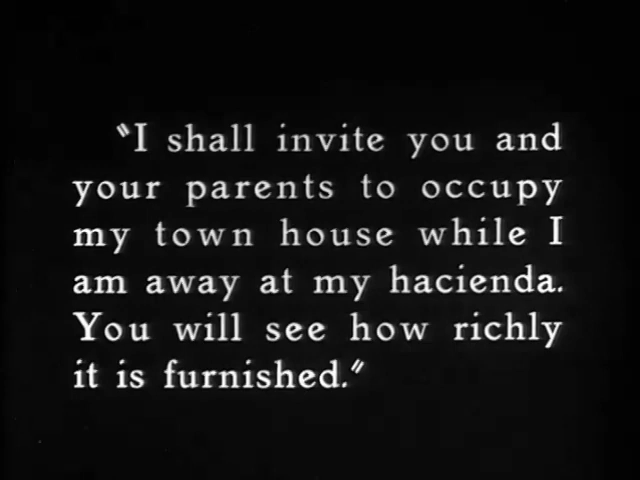 "I shall invite you and
your parents to occupy
my town house while I
am away at my hacienda.
You will see how richly
it is furnished."